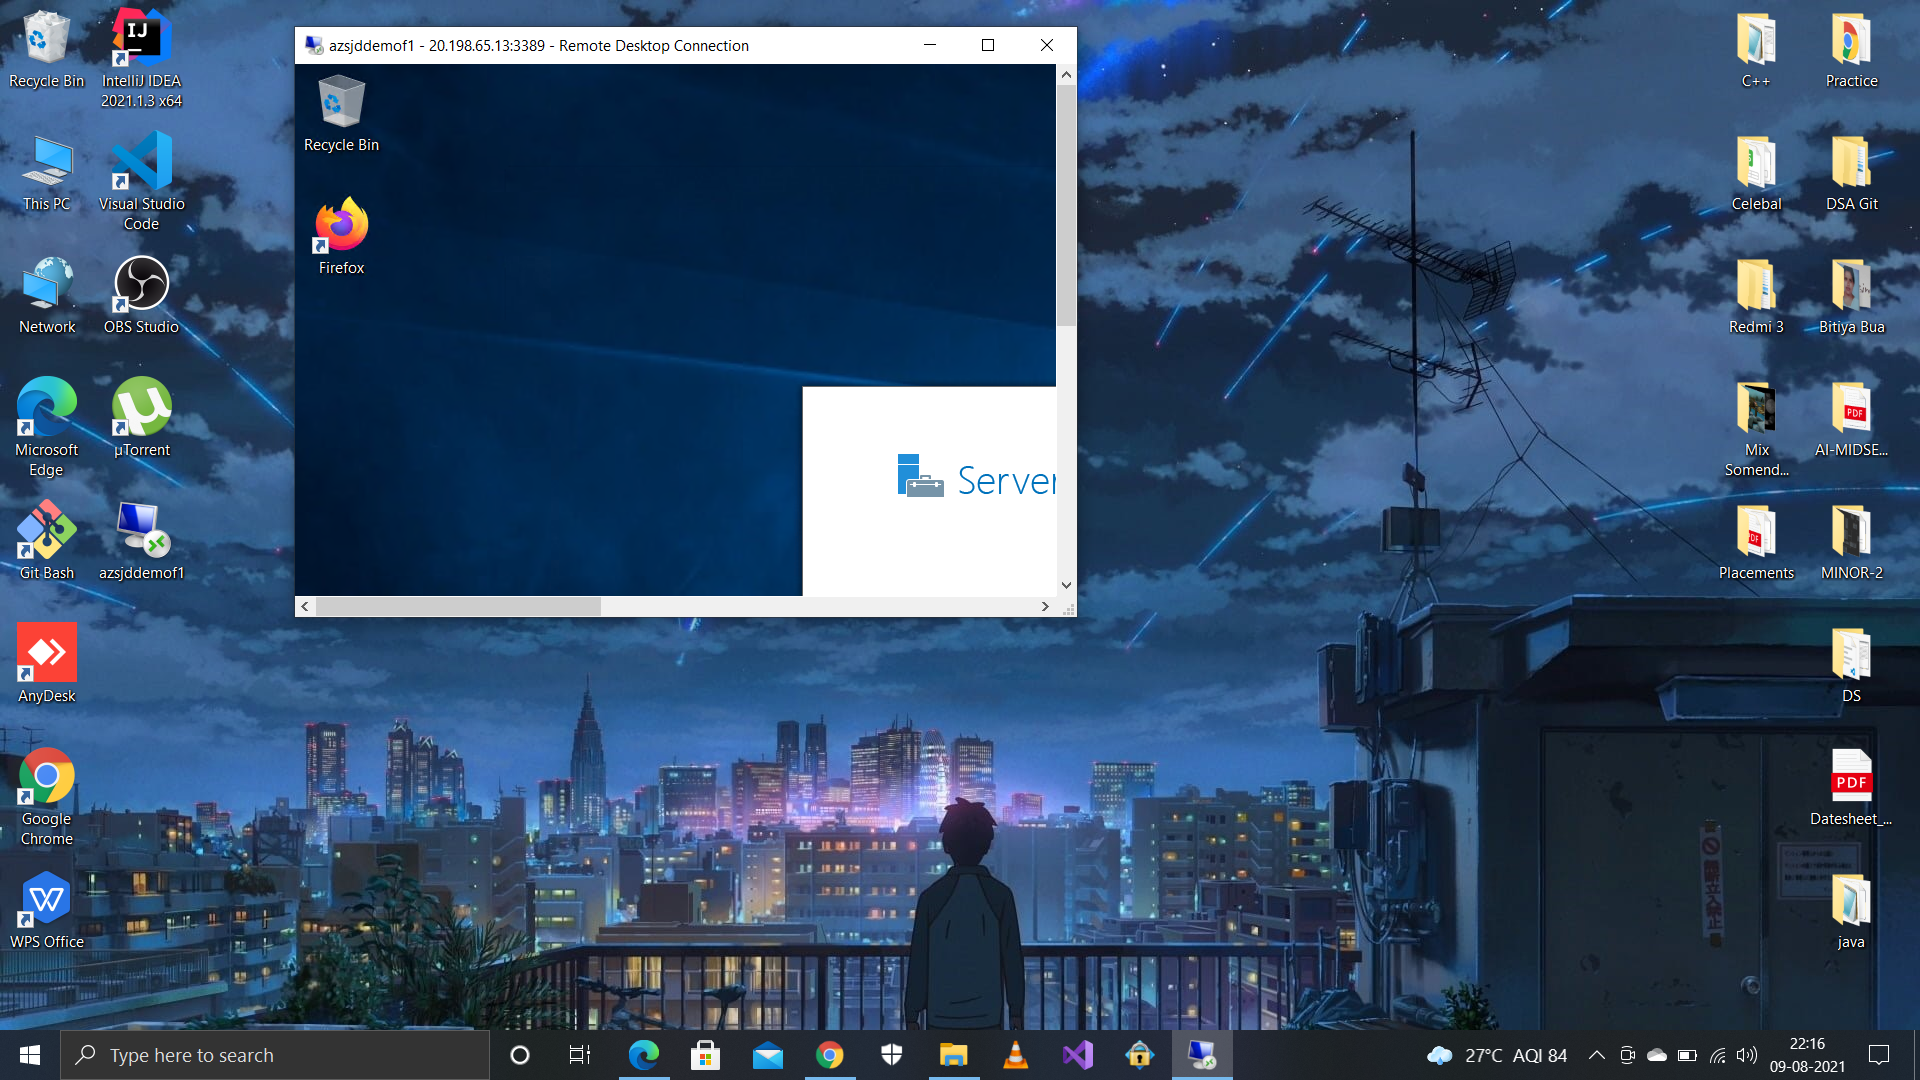 Recycle Bin
IntelliJ IDEA
2021.1.3 x64
This PC
Visual Studio
Code
Network
OBS Studio
Microsoft
Edge
µTorrent
Git Bash
azsjddemof1
AnyDesk
Google
Chrome
WPS Office
azsjddemof1 - 20.198.65.13:3389 - Remote Desktop Connection
Recycle Bin
Firefox
Server
C++
Practice
Celebal
DSA Git
Redmi 3
Bitiya Bua
Mix
Somend...
AI-MIDSE...
Placements
MINOR-2
DS
PDF
Datesheet_...
java
Type here to search
27°C AQI 84
22:16
09-08-2021